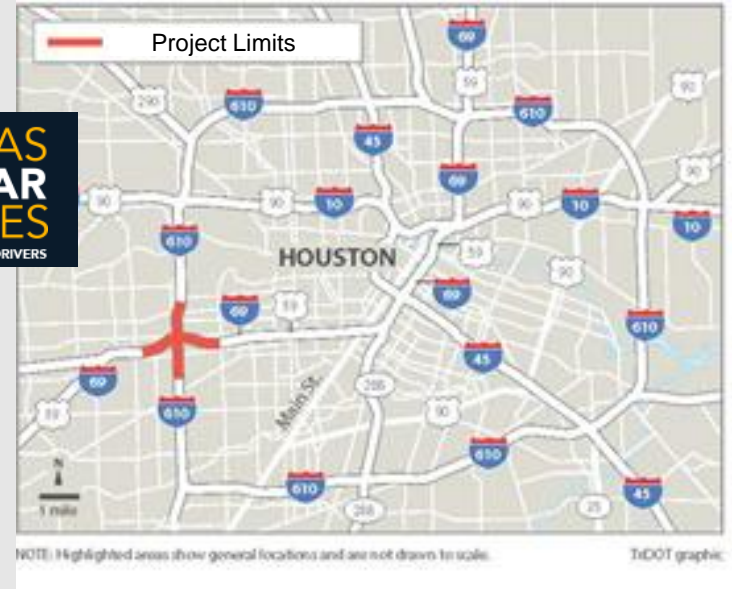 Project Limits
69
59
90
290
610
610
45
AS
AR
ES
DRIVERS
90
69
90
90
10
90
10
10
610
HOUSTON
59
90
69
59
69
610
45
69
Main St.
288
59
610
90
610
N
1 mile
610
288
45
NOTE: Highlighted areas show general locations and are not drawn to scale.
TxDOT graphic